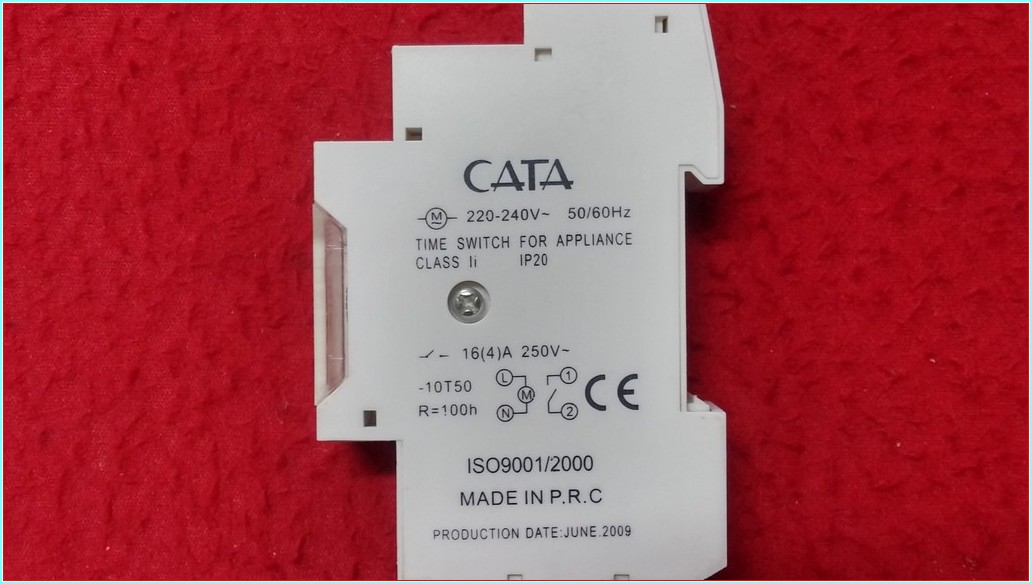 CATA
M 220-240V~ 50/60Hz
TIME SWITCH FOR APPLIANCE
CLASS Ii IP20
16(4)A 250V~
-10T50
R=100h
L 1
M
N 2
CE
ISO9001/2000
MADE IN P.R.C
PRODUCTION DATE:JUNE.2009